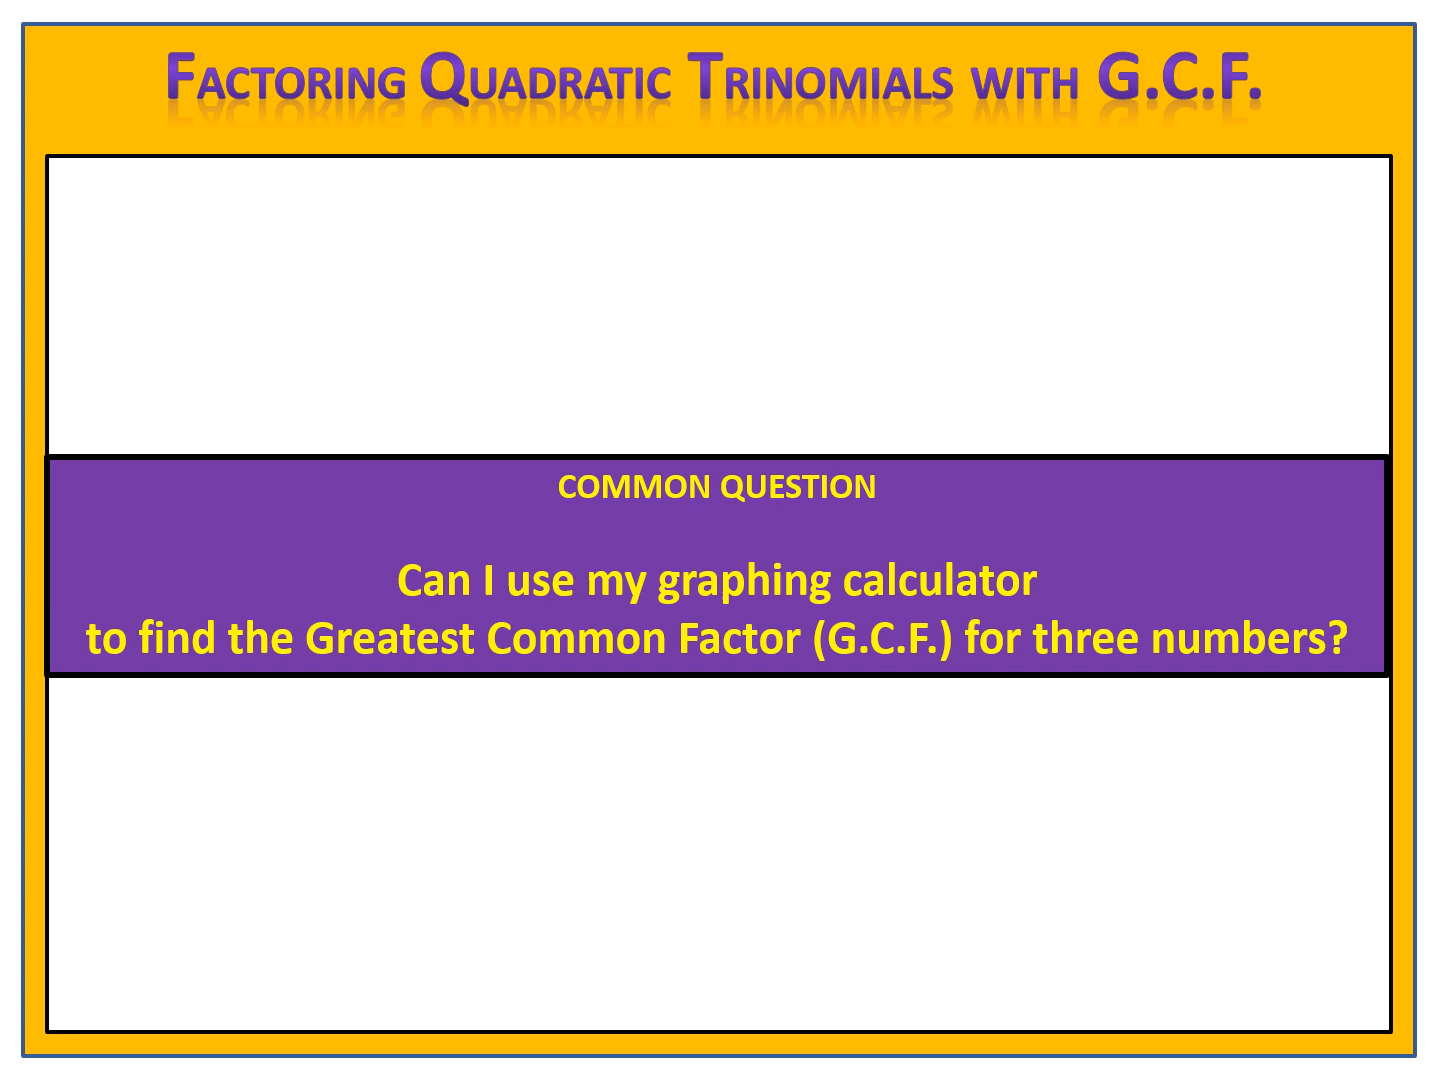 Factoring Quadratic Trinomials with G.C.F.
COMMON QUESTION
Can I use my graphing calculator
to find the Greatest Common Factor (G.C.F.) for three numbers?